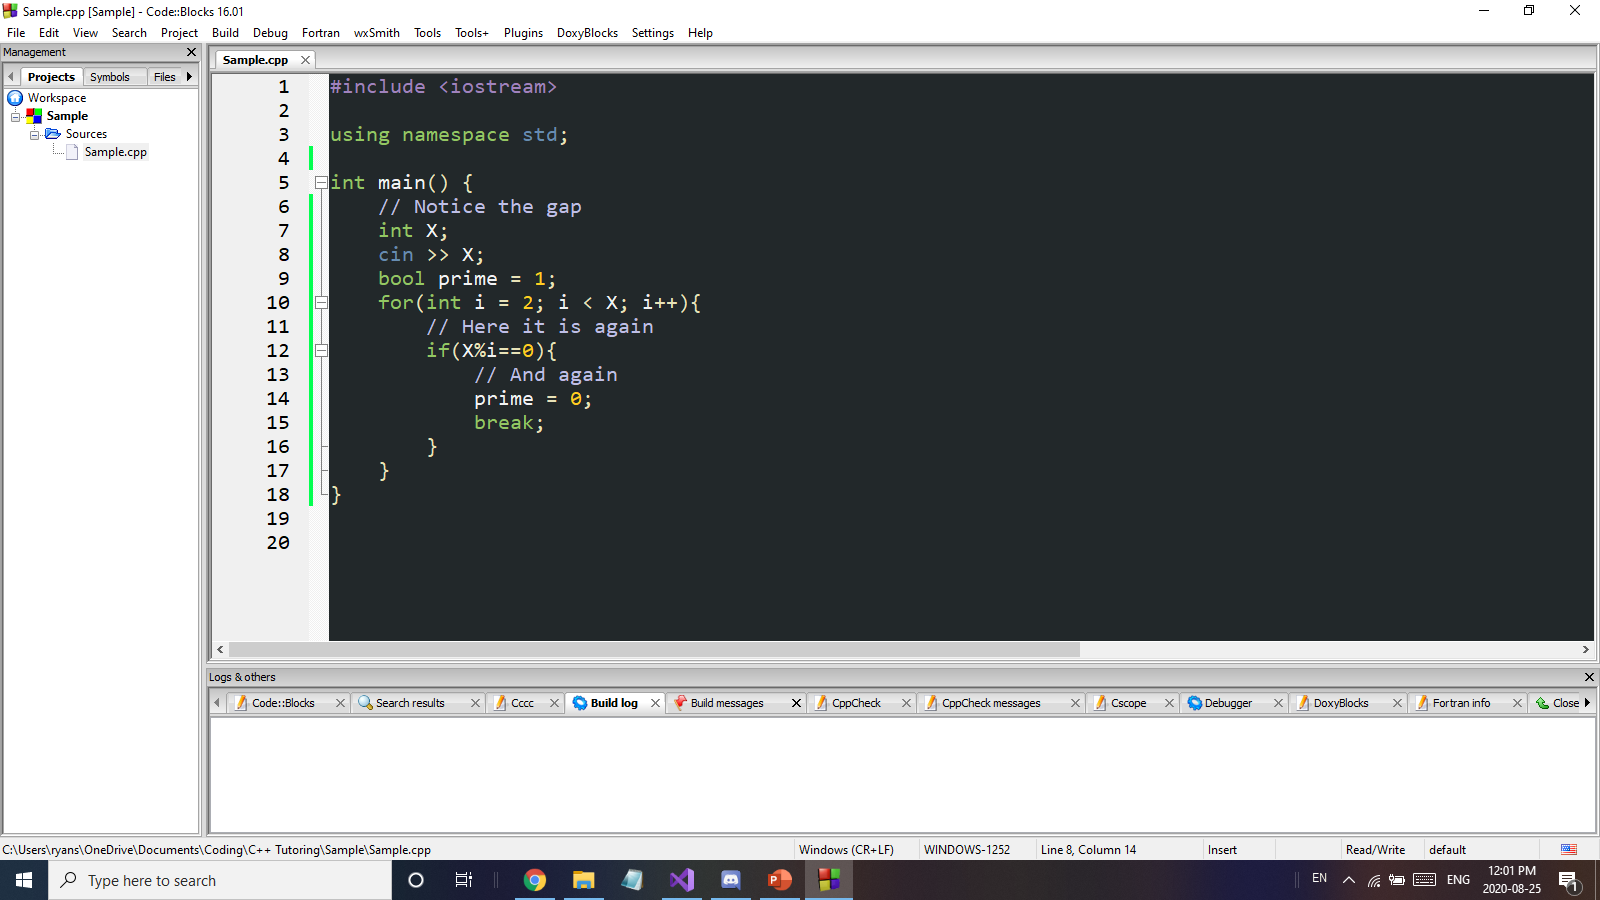 Sample.cpp [Sample] - Code::Blocks 16.01
File Edit View Search Project Build Debug Fortran wxSmith Tools Tools+ Plugins DoxyBlocks Settings Help
Management
Projects Symbols Files
Workspace
Sample
Sources
Sample.cpp
Sample.cpp
1 #include <iostream>
2
3 using namespace std;
4
5 int main() {
6     // Notice the gap
7     int X;
8     cin >> X;
9     bool prime = 1;
10     for(int i = 2; i < X; i++){
11         // Here it is again
12         if(X%i==0){
13             // And again
14             prime = 0;
15             break;
16         }
17     }
18 }
19
20
Logs & others
Code::Blocks Search results Cccc Build log Build messages CppCheck CppCheck messages Cscope Debugger DoxyBlocks Fortran info Close
C:\Users\ryans\OneDrive\Documents\Coding\C++ Tutoring\Sample\Sample.cpp Windows (CR+LF) WINDOWS-1252 Line 8, Column 14 Insert Read/Write default
Type here to search
EN ENG 12:01 PM
2020-08-25
1